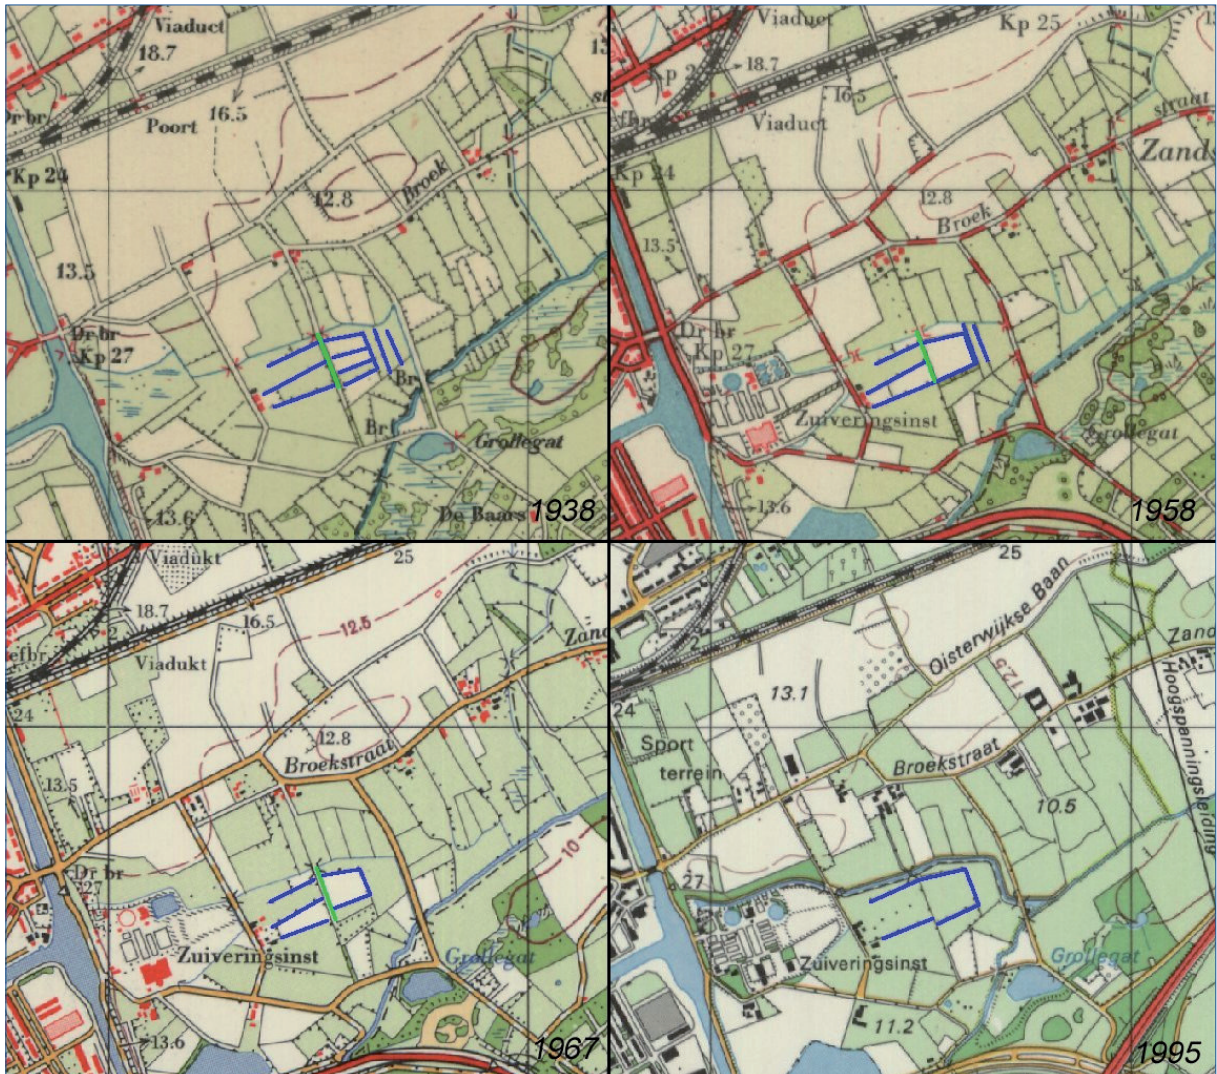 Viaduct
18.7
Dr br
Poort
16.5
Kp 24
12.8
Broek
13.5
Dr br
Kp 27
Br
Br
Grollegat
De Baars
13.6
1938
Viaduct
Kp 25
18.7
16.5
Viaduct
straat
Kp 24
Zand
12.8
Broek
13.5
Dr br
Kp 27
Zuiveringsinst
Grollegat
13.6
1958
Viadukt
25
18.7
16.5
12.5
efbr
Viadukt
Zand
24
12.8
Broekstraat
13.5
Dr br
27
10
Zuiveringsinst
Grollegat
13.6
1967
25
Oisterwijkse Baan
13.1
12.5
Zand
24
Hoogspanningsleiding
Sport
terrein
Broekstraat
10.5
27
Zuiveringsinst
Grollegat
11.2
1995